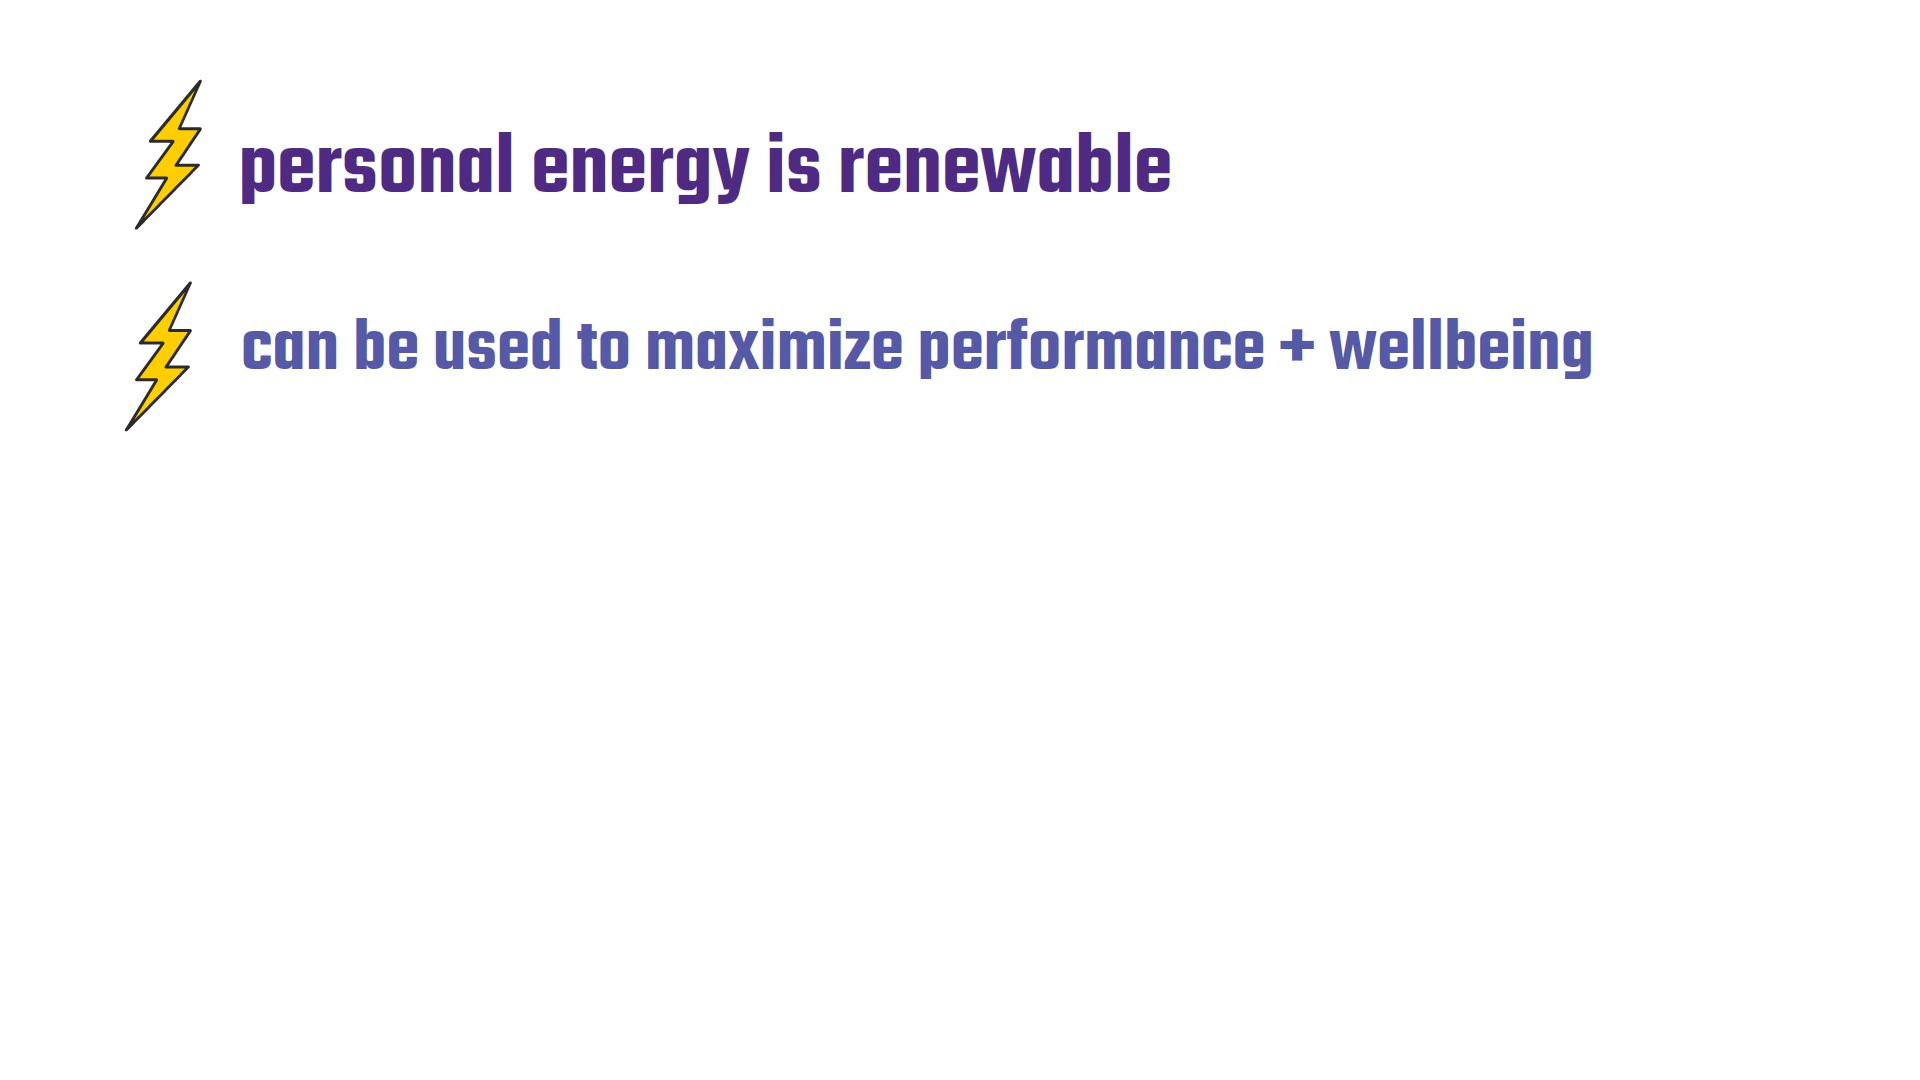 personal energy is renewable
can be used to maximize performance + wellbeing